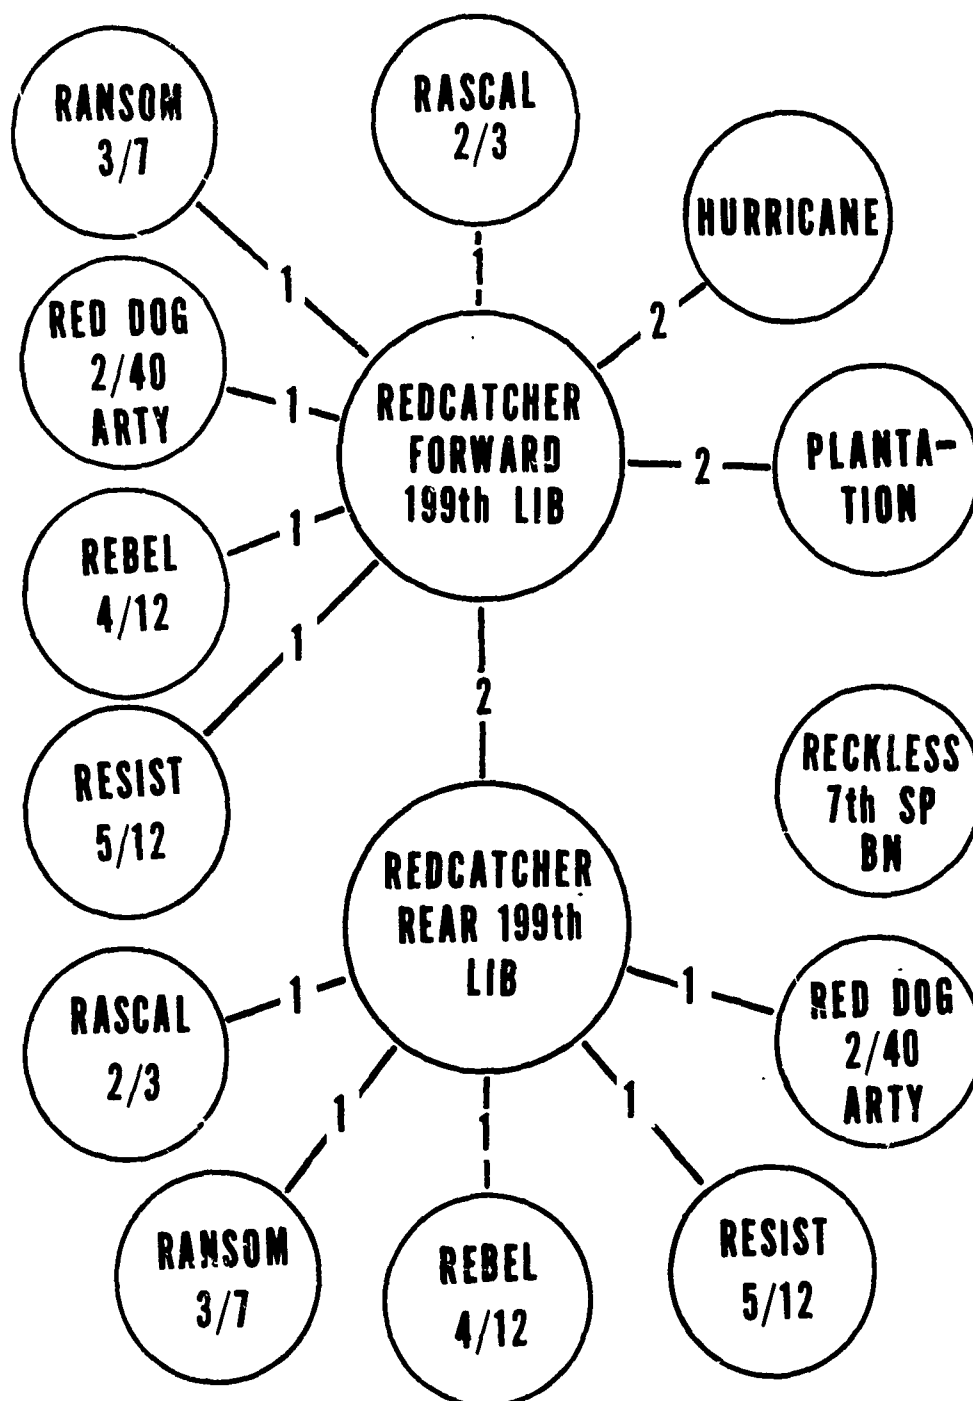 RANSOM
3/7
RASCAL
2/3
HURRICANE
1
1
2
RED DOG
2/40
ARTY
1
REDCATCHER
FORWARD
199th LIB
2
PLANTA-
TION
REBEL
4/12
1
1
2
RESIST
5/12
RECKLESS
7th SP
BN
REDCATCHER
REAR 199th
LIB
RASCAL
2/3
1
1
RED DOG
2/40
ARTY
1
1
1
RANSOM
3/7
REBEL
4/12
RESIST
5/12